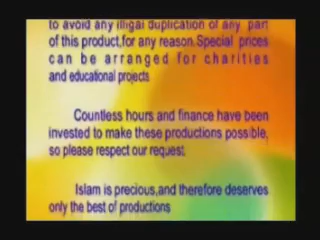 to avoid any illigal duplication of any part
of this product,for any reason.Special prices
can be arranged for charities
and educational projects
Countless hours and finance have been
invested to make these productions possible,
so please respect our request.
Islam is precious,and therefore deserves
only the best of productions